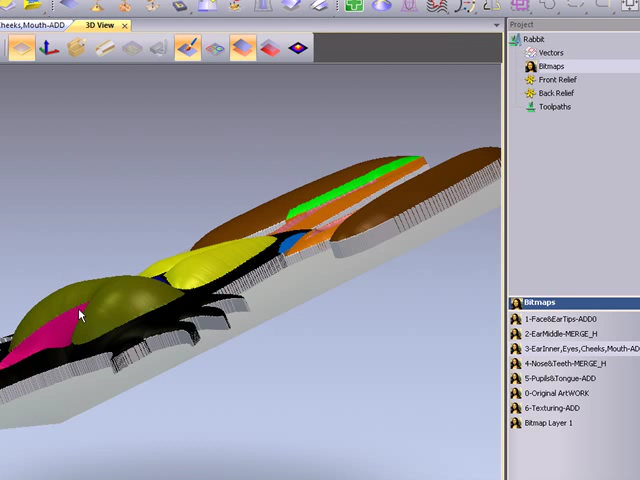 Cheeks,Mouth-ADD
3D View
Project
Rabbit
Vectors
Bitmaps
Front Relief
Back Relief
Toolpaths
Bitmaps
1-Face&EarTips-ADD0
2-EarMiddle-MERGE_H
3-EarInner,Eyes,Cheeks,Mouth-AD
4-Nose&Teeth-MERGE_H
5-Pupils&Tongue-ADD
0-Original ArtWORK
6-Texturing-ADD
Bitmap Layer 1